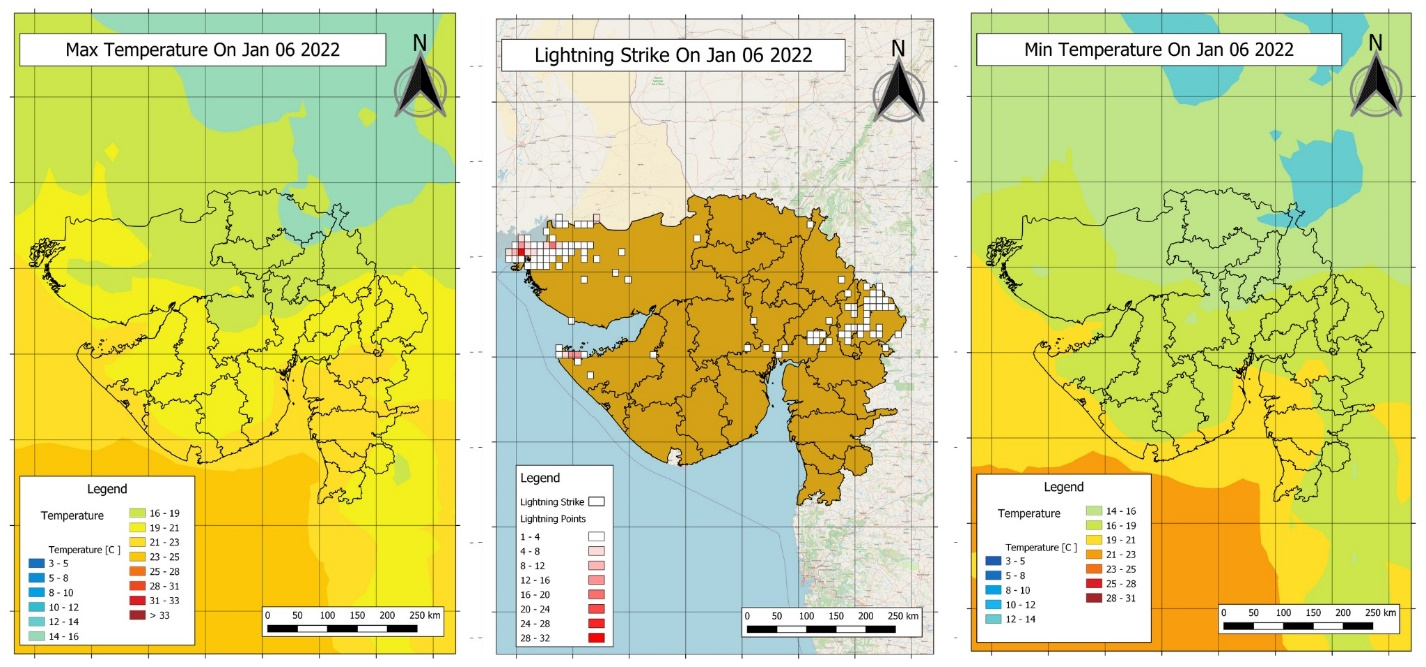 Max Temperature On Jan 06 2022
N
Legend
Temperature
Temperature [C ]
3 - 5
5 - 8
8 - 10
10 - 12
12 - 14
14 - 16
16 - 19
19 - 21
21 - 23
23 - 25
25 - 28
28 - 31
31 - 33
> 33
0 50 100 150 200 250 km
Lightning Strike On Jan 06 2022
N
Legend
Lightning Strike
Lightning Points
1 - 4
4 - 8
8 - 12
12 - 16
16 - 20
20 - 24
24 - 28
28 - 32
0 50 100 150 200 250 km
Min Temperature On Jan 06 2022
N
Legend
Temperature
Temperature [C ]
3 - 5
5 - 8
8 - 10
10 - 12
12 - 14
14 - 16
16 - 19
19 - 21
21 - 23
23 - 25
25 - 28
28 - 31
0 50 100 150 200 250 km